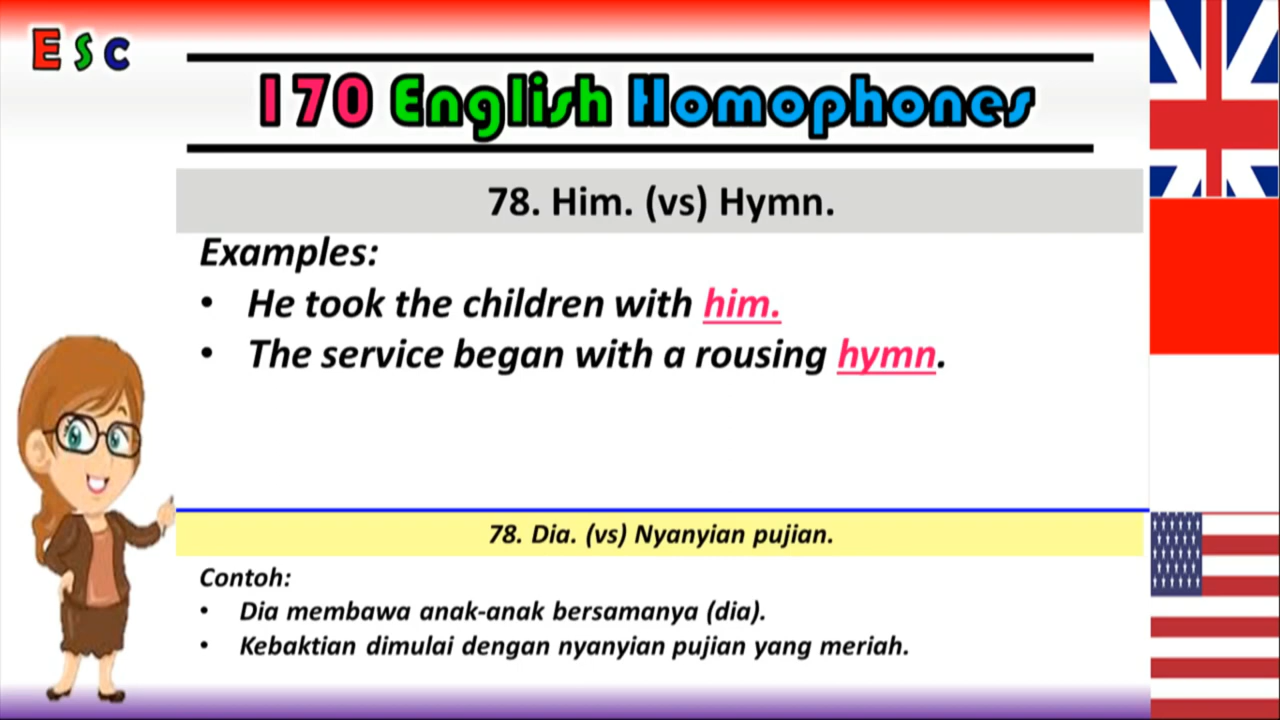 ESC
170 English Homophones
78. Him. (vs) Hymn.
Examples:
• He took the children with him.
• The service began with a rousing hymn.
78. Dia. (vs) Nyanyian pujian.
Contoh:
• Dia membawa anak-anak bersamanya (dia).
• Kebaktian dimulai dengan nyanyian pujian yang meriah.